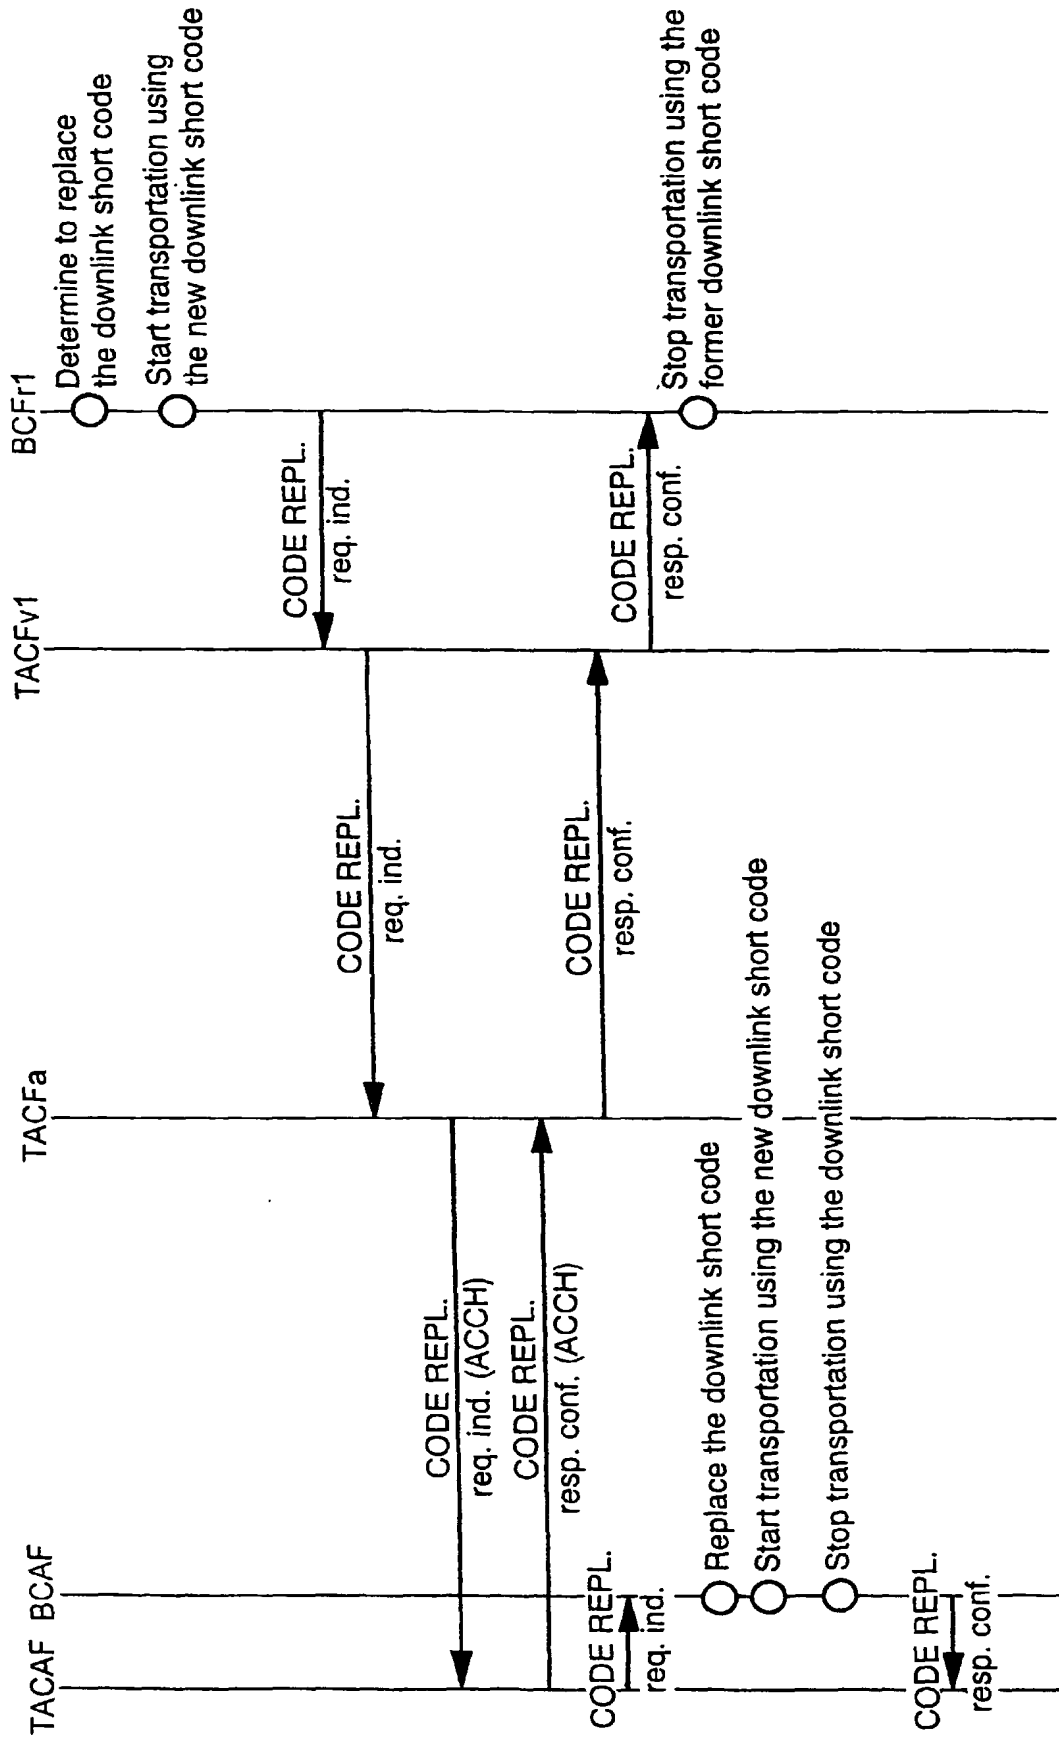 TACAF
BCAF
TACFa
TACFv1
BCFr1
Determine to replace
the downlink short code
Start transportation using
the new downlink short code
CODE REPL.
req. ind.
CODE REPL.
req. ind.
CODE REPL.
req. ind. (ACCH)
CODE REPL.
resp. conf. (ACCH)
CODE REPL.
resp. conf.
CODE REPL.
req. ind.
CODE REPL.
resp. conf.
Stop transportation using the
former downlink short code
Replace the downlink short code
Start transportation using the new downlink short code
Stop transportation using the downlink short code
CODE REPL.
resp. conf.